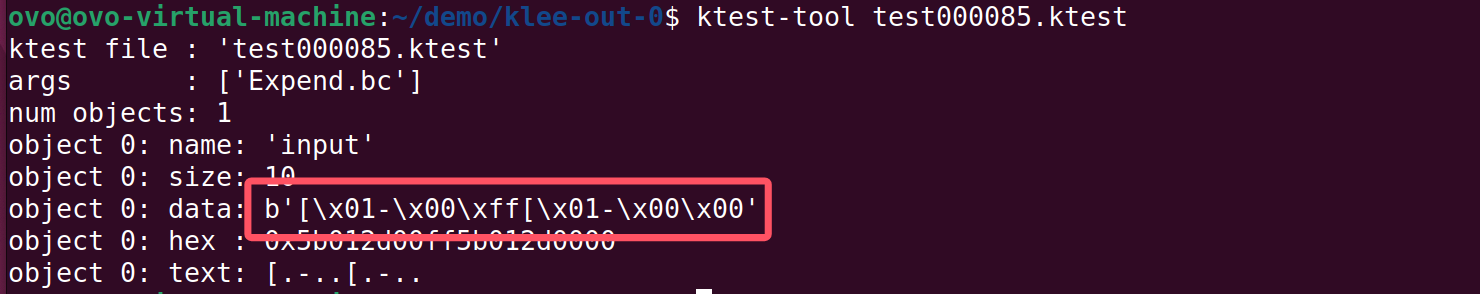 ovo@ovo-virtual-machine:~/demo/klee-out-0$ ktest-tool test000085.ktest
ktest file : 'test000085.ktest'
args       : ['Expend.bc']
num objects: 1
object 0: name: 'input'
object 0: size: 10
object 0: data: b'[\x01-\x00\xff[\x01-\x00\x00'
object 0: hex : 0x5b012d00ff5b012d0000
object 0: text: [.-..[.-..